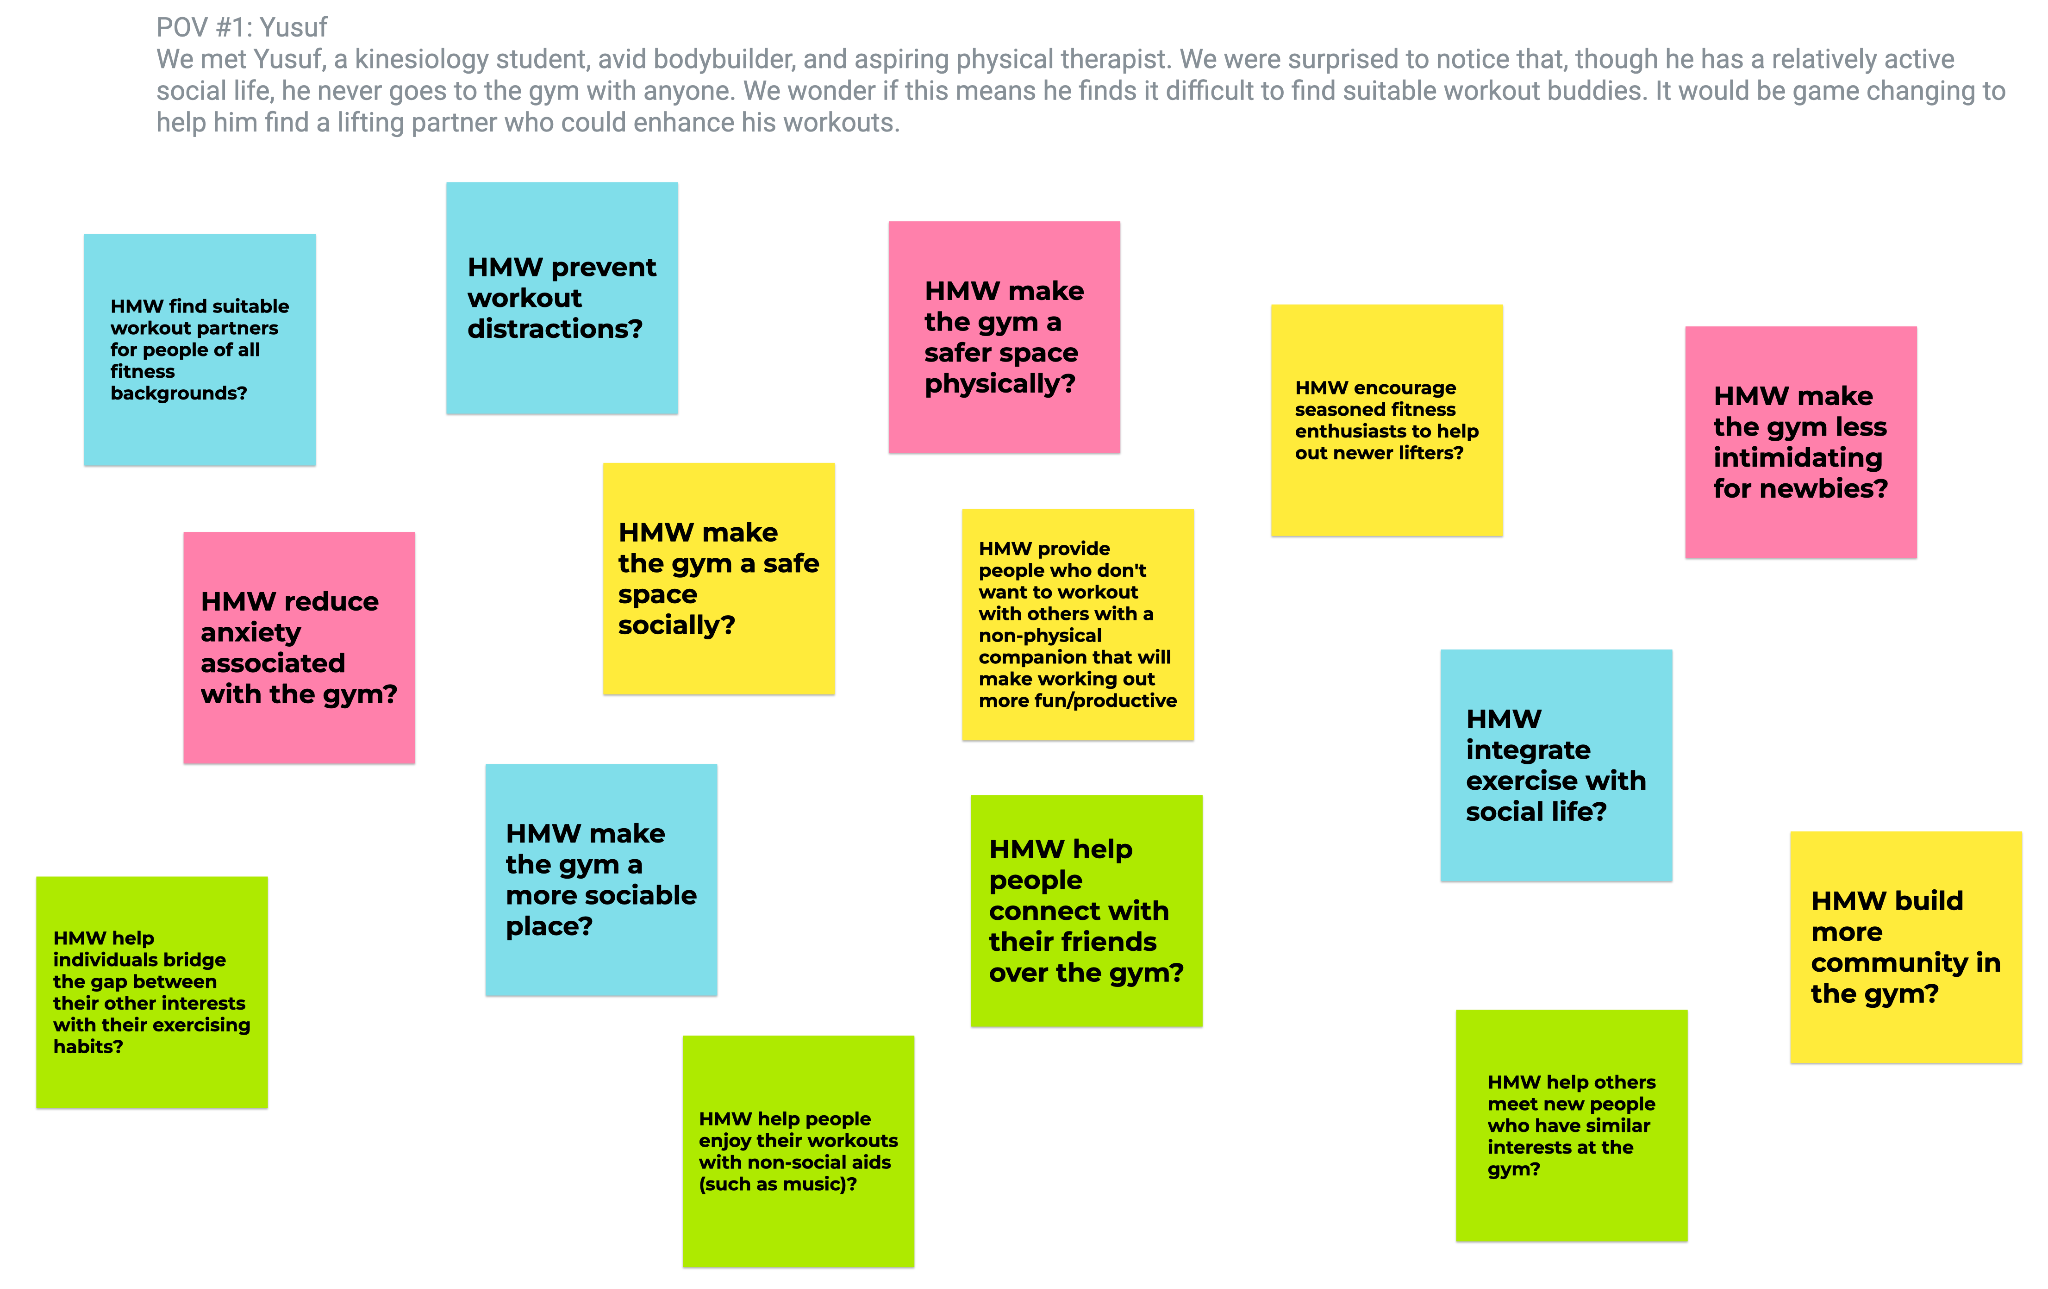 POV #1: Yusuf
We met Yusuf, a kinesiology student, avid bodybuilder, and aspiring physical therapist. We were surprised to notice that, though he has a relatively active
social life, he never goes to the gym with anyone. We wonder if this means he finds it difficult to find suitable workout buddies. It would be game changing to
help him find a lifting partner who could enhance his workouts.
HMW find suitable
workout partners
for people of all
fitness
backgrounds?
HMW prevent
workout
distractions?
HMW make
the gym a
safer space
physically?
HMW encourage
seasoned fitness
enthusiasts to help
out newer lifters?
HMW make
the gym less
intimidating
for newbies?
HMW reduce
anxiety
associated
with the gym?
HMW make
the gym a safe
space
socially?
HMW provide
people who don't
want to workout
with others with a
non-physical
companion that will
make working out
more fun/productive
HMW
integrate
exercise with
social life?
HMW make
the gym a
more sociable
place?
HMW help
people
connect with
their friends
over the gym?
HMW build
more
community in
the gym?
HMW help
individuals bridge
the gap between
their other interests
with their exercising
habits?
HMW help people
enjoy their workouts
with non-social aids
(such as music)?
HMW help others
meet new people
who have similar
interests at the
gym?